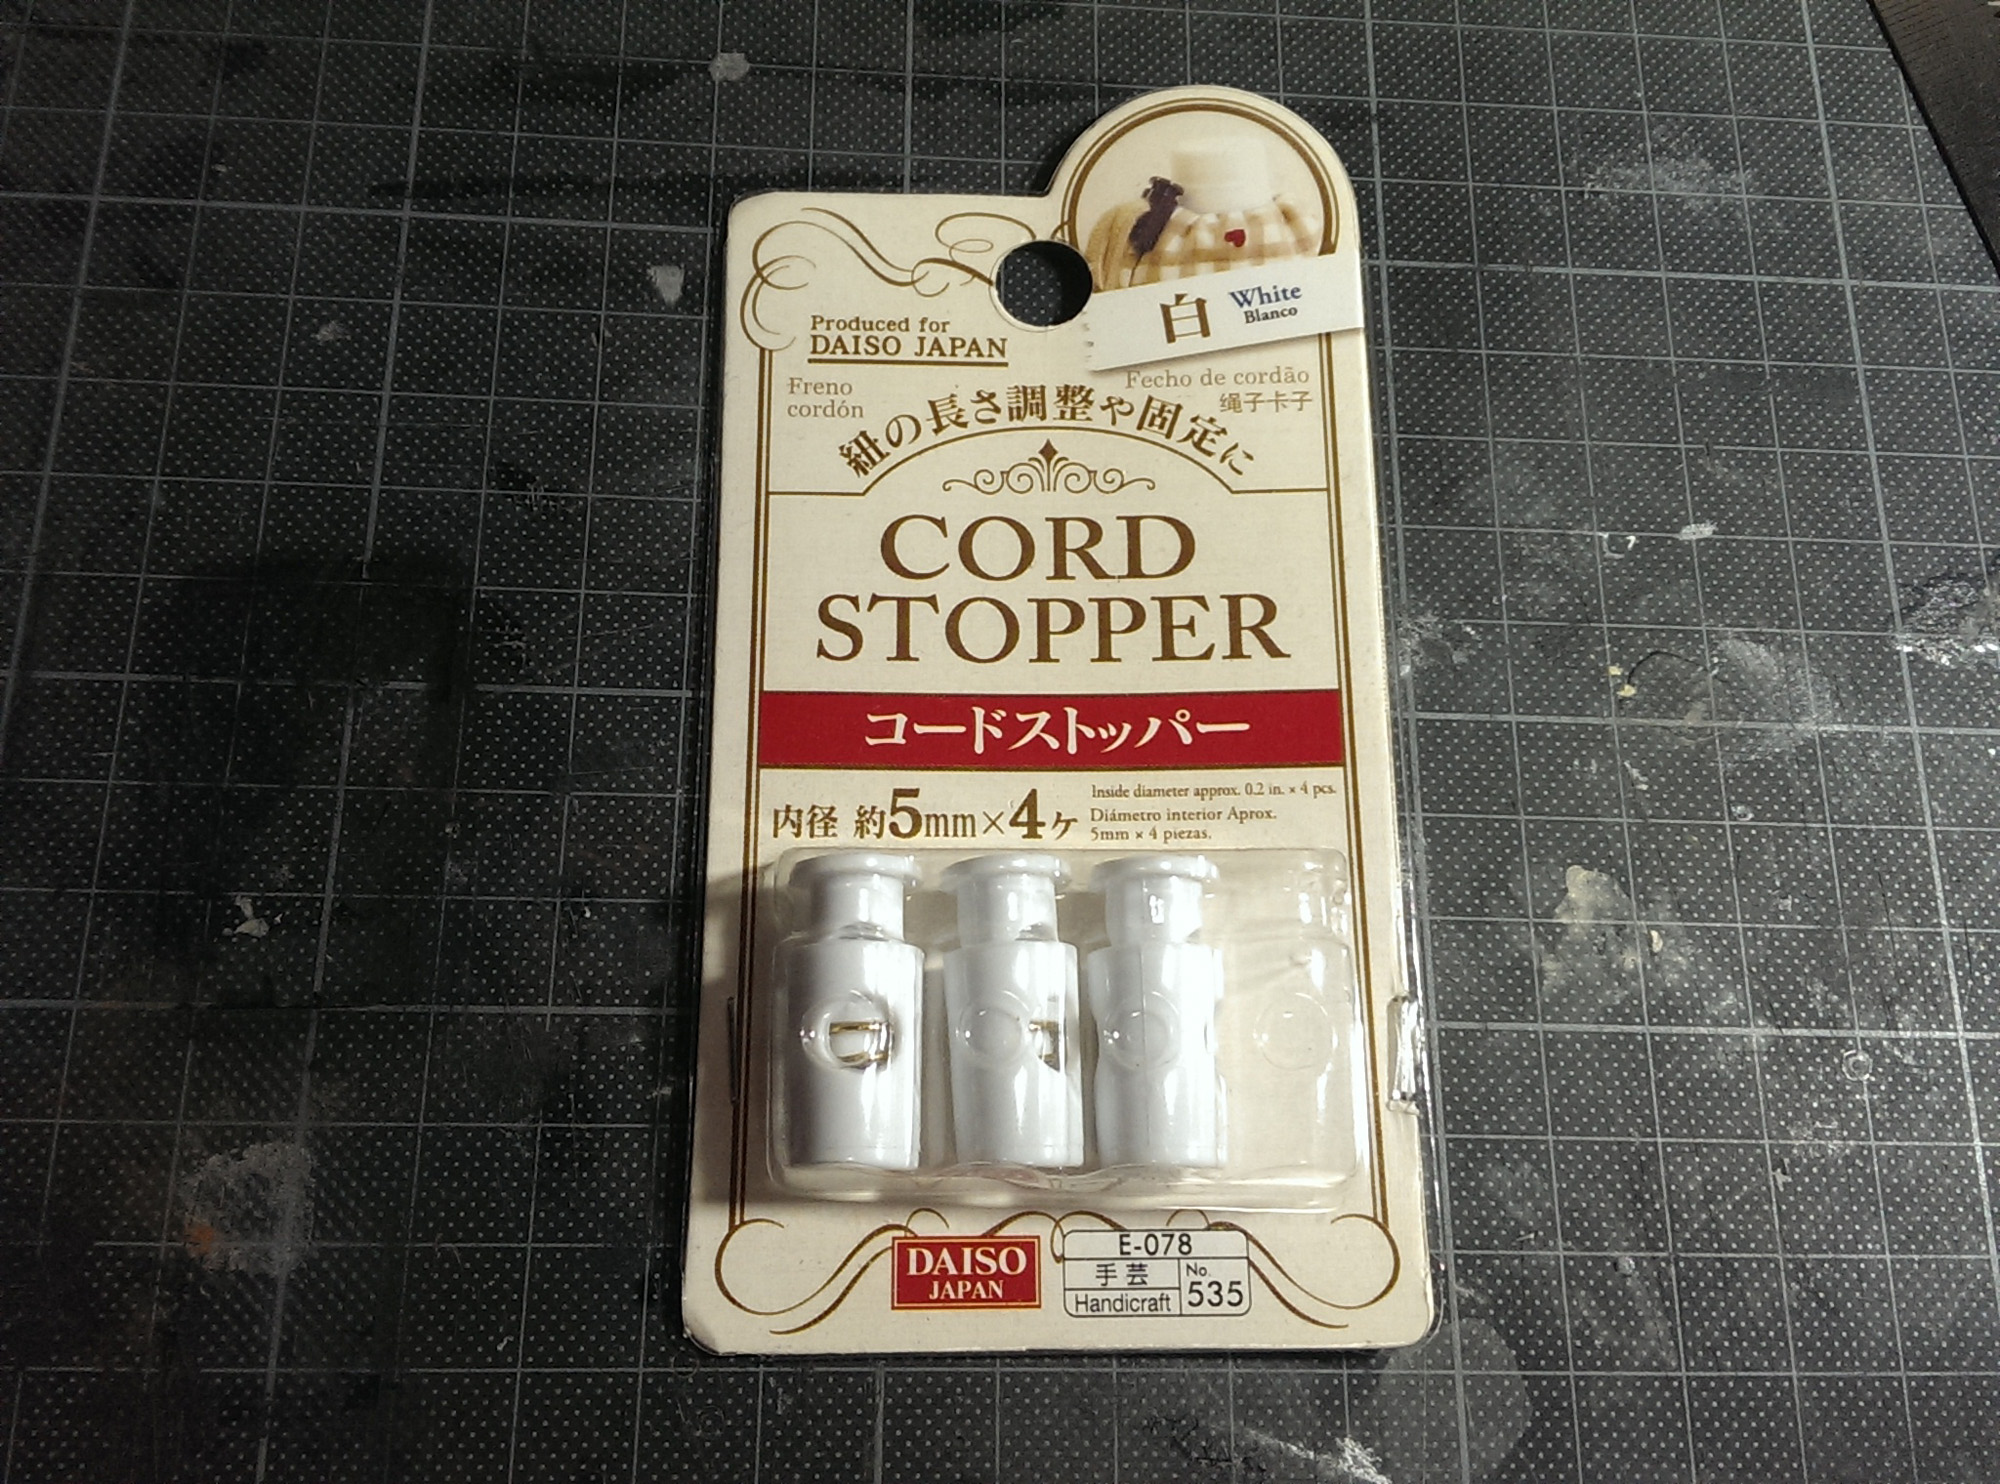 白
White
Blanco
Produced for
DAISO JAPAN
Freno
cordón
Fecho de cordão
绳子卡子
紐の長さ調整や固定に
CORD
STOPPER
コードストッパー
内径 約5mm×4ヶ
Inside diameter approx. 0.2 in. × 4 pcs.
Diámetro interior Aprox.
5mm × 4 piezas.
DAISO
JAPAN
E-078
手芸
Handicraft
No.
535